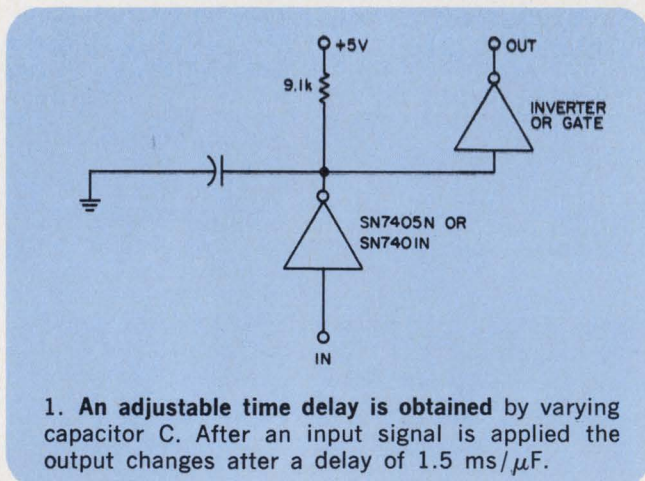 +5V
OUT
9.1k
INVERTER
OR GATE
SN7405N OR
SN7401N
IN
1. An adjustable time delay is obtained by varying
capacitor C. After an input signal is applied the
output changes after a delay of 1.5 ms/μF.